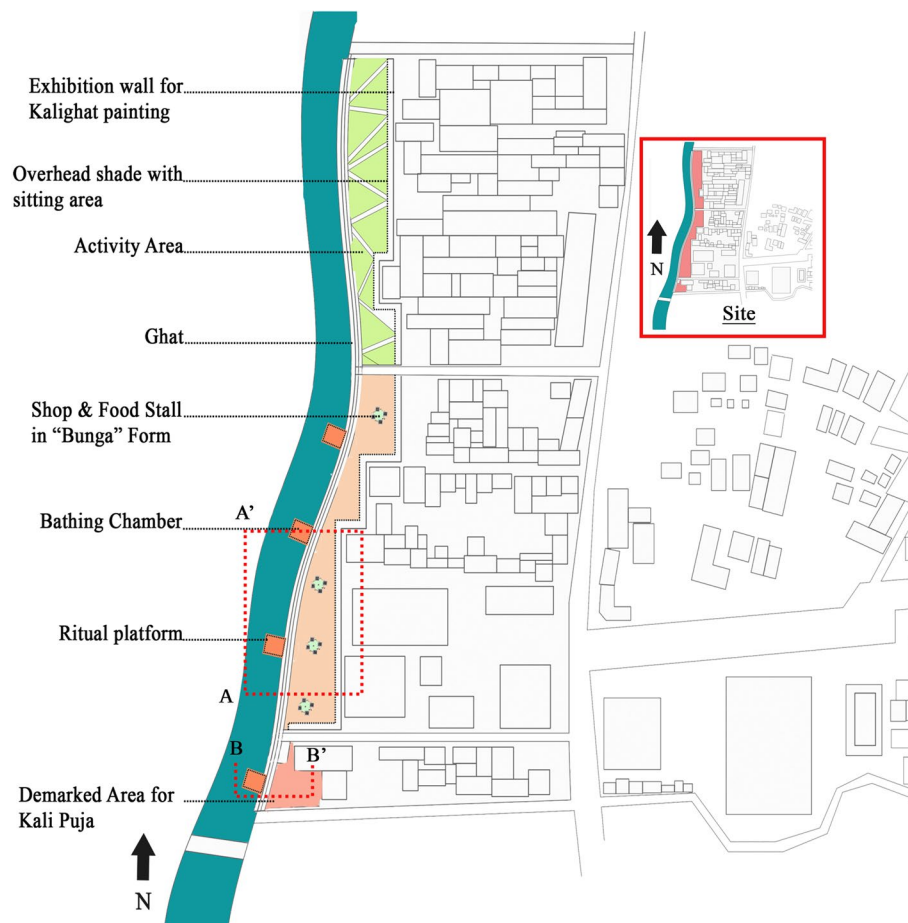 Exhibition wall for
Kalighat painting
Overhead shade with
sitting area
Activity Area
Ghat
Shop & Food Stall
in “Bunga” Form
Bathing Chamber
A’
Ritual platform
A
B
B’
Demarked Area for
Kali Puja
N
N
Site